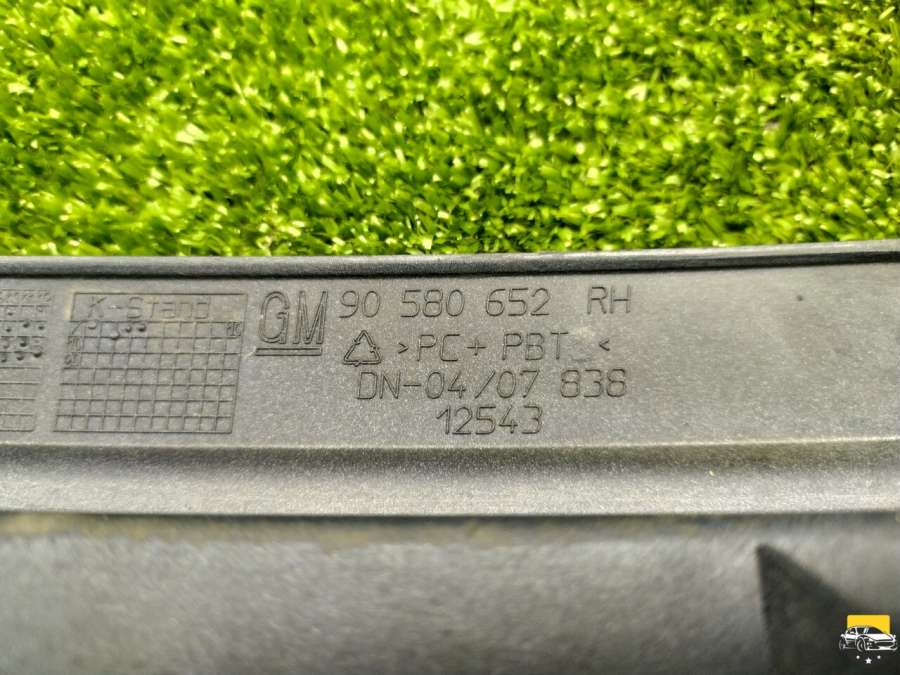 K-Stand
GM 90 580 652 RH
>PC+PBT<
DN-04/07 838
12543